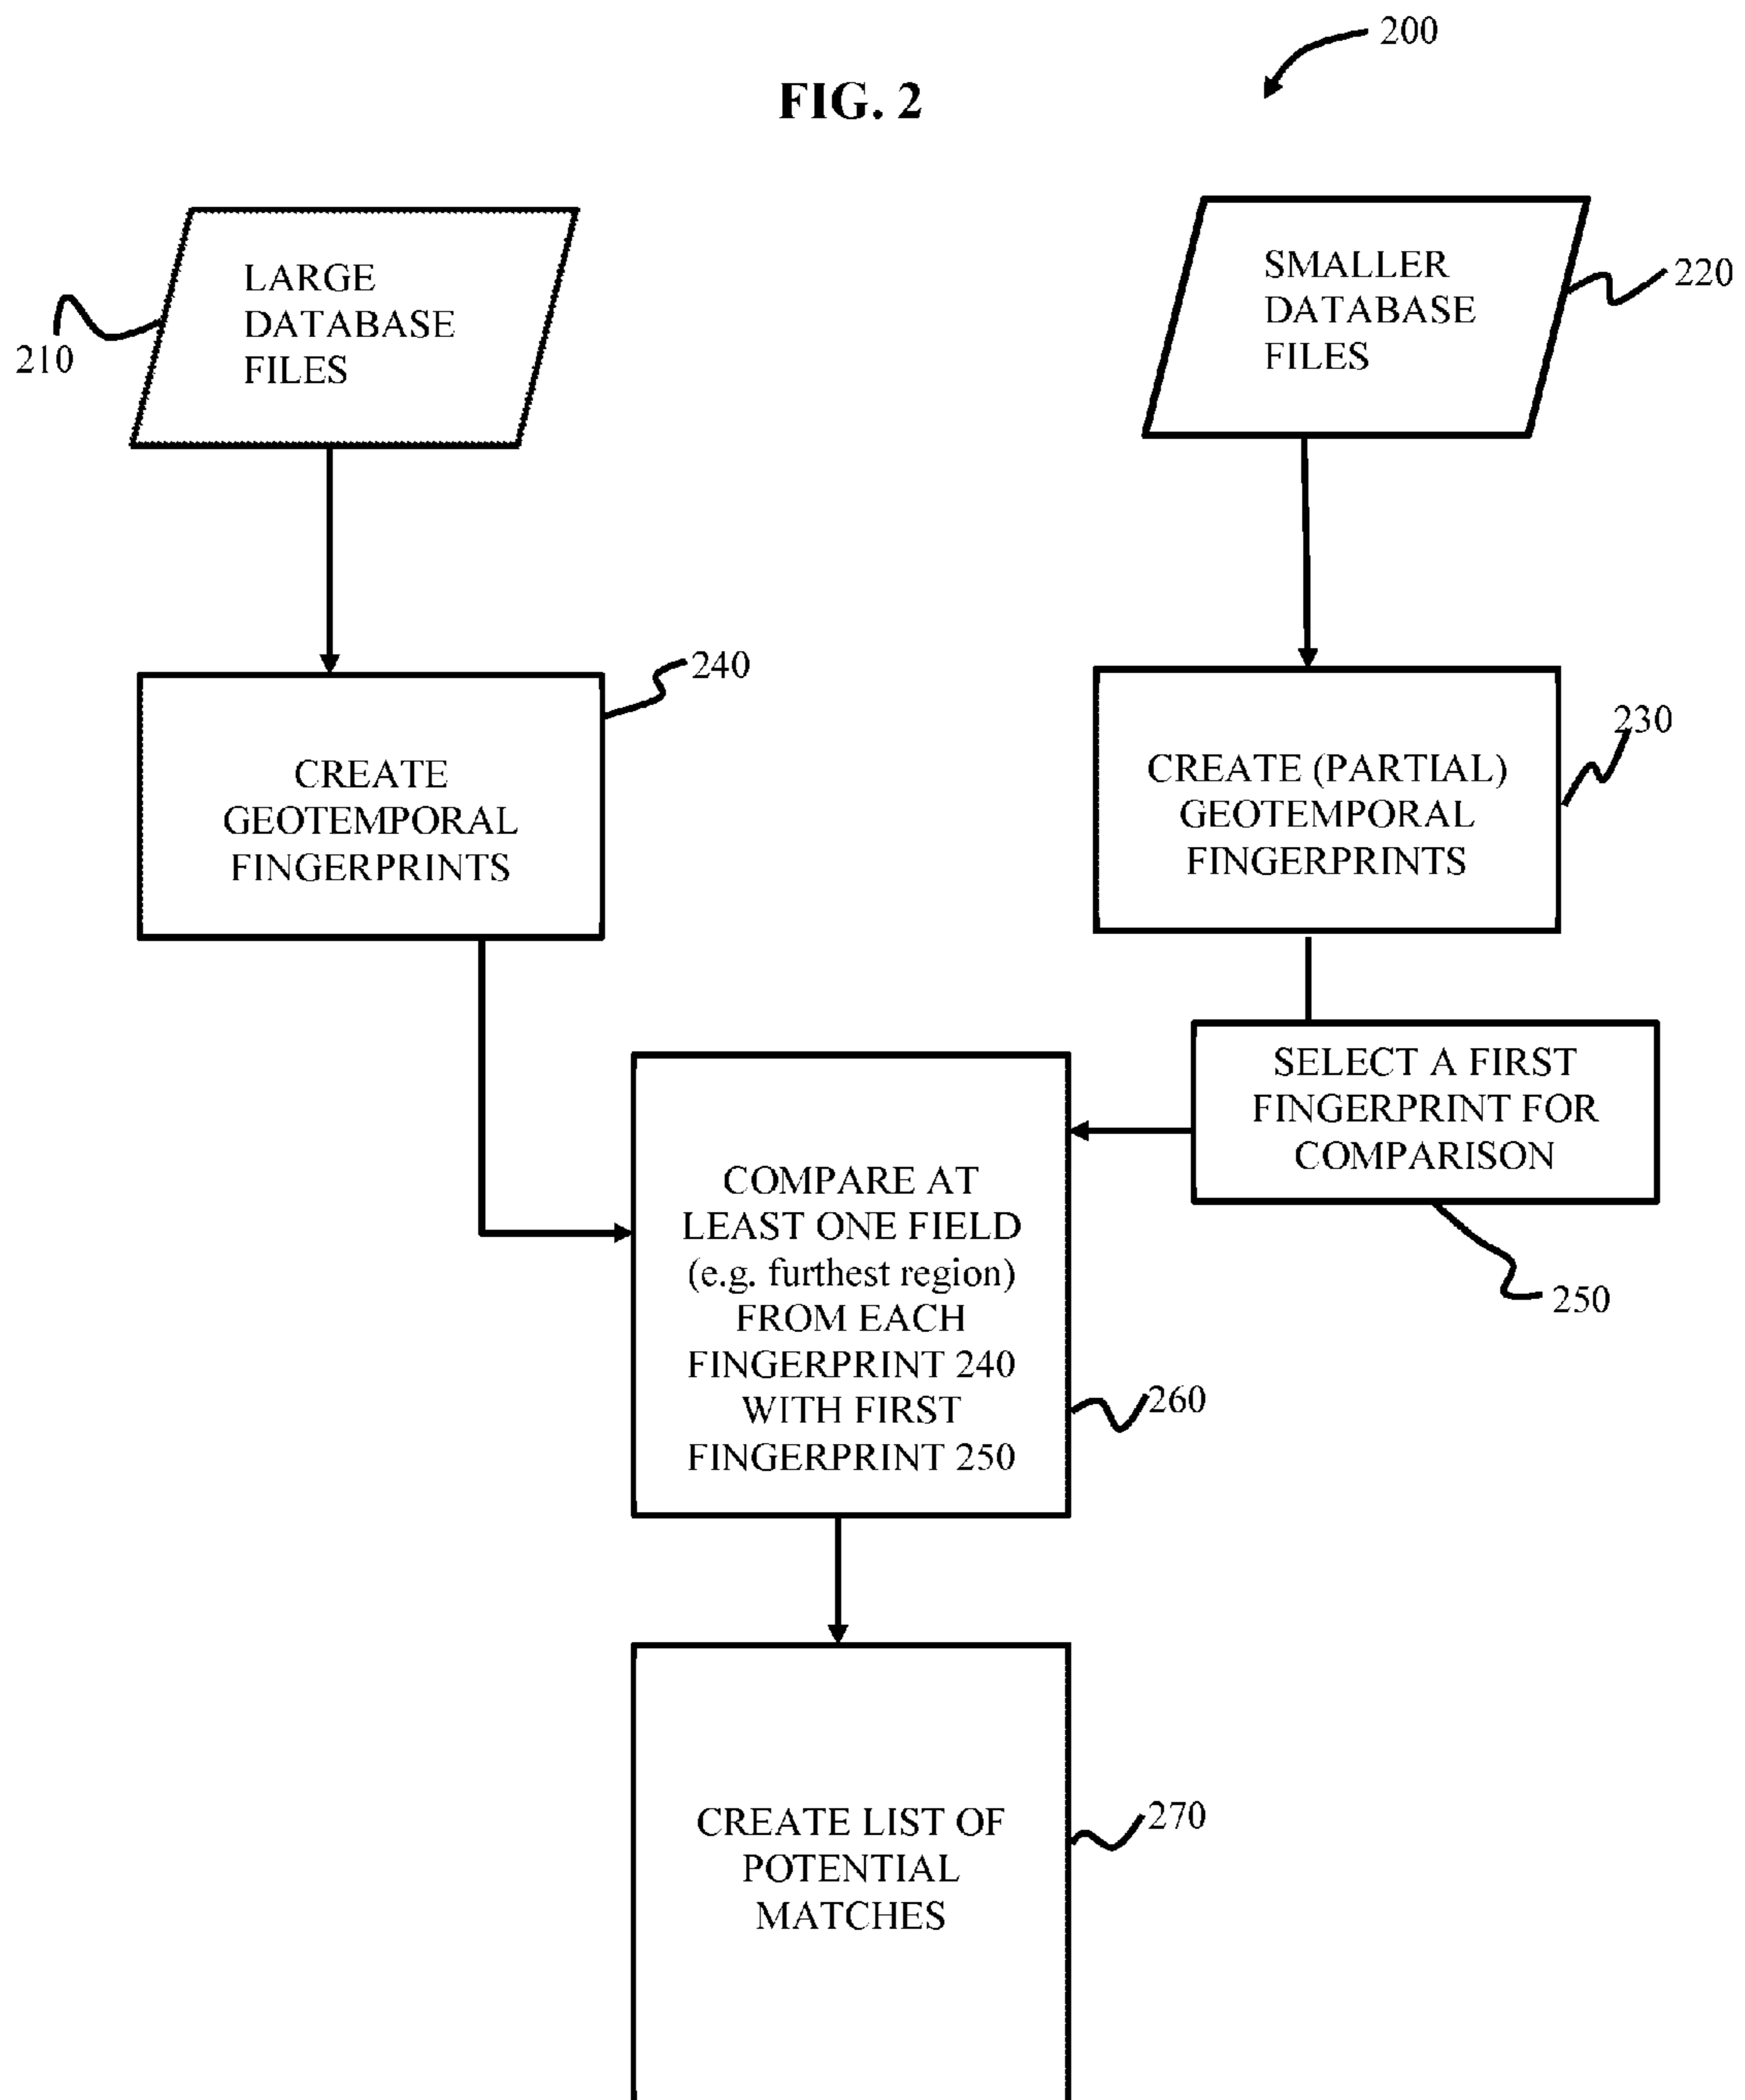 200
FIG. 2
LARGE
DATABASE
FILES
210
SMALLER
DATABASE
FILES
220
240
CREATE
GEOTEMPORAL
FINGERPRINTS
230
CREATE (PARTIAL)
GEOTEMPORAL
FINGERPRINTS
SELECT A FIRST
FINGERPRINT FOR
COMPARISON
250
COMPARE AT
LEAST ONE FIELD
(e.g. furthest region)
FROM EACH
FINGERPRINT 240
WITH FIRST
FINGERPRINT 250
260
CREATE LIST OF
POTENTIAL
MATCHES
270